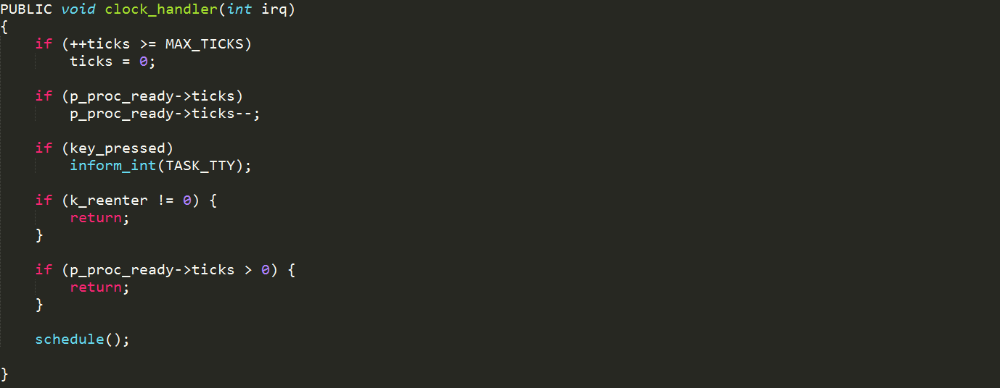 PUBLIC void clock_handler(int irq)
{
    if (++ticks >= MAX_TICKS)
        ticks = 0;
    if (p_proc_ready->ticks)
        p_proc_ready->ticks--;
    if (key_pressed)
        inform_int(TASK_TTY);
    if (k_reenter != 0) {
        return;
    }
    if (p_proc_ready->ticks > 0) {
        return;
    }
    schedule();
}